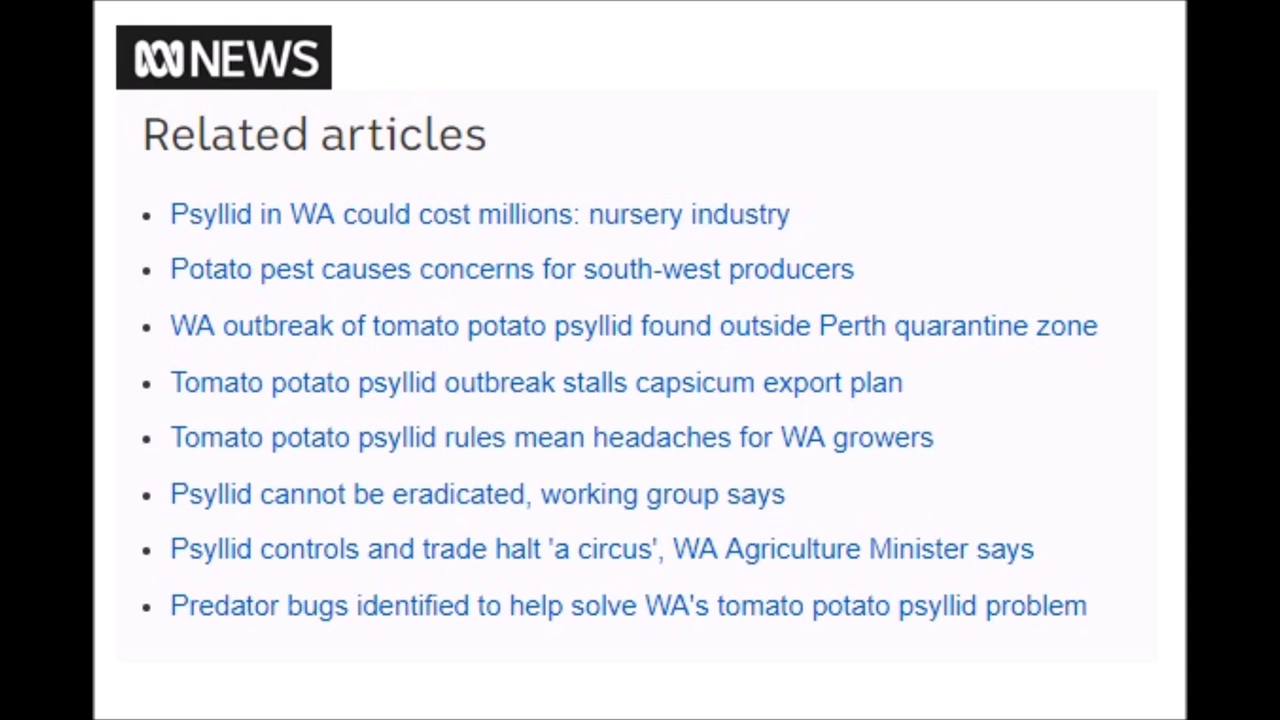 NEWS
Related articles
• Psyllid in WA could cost millions: nursery industry
• Potato pest causes concerns for south-west producers
• WA outbreak of tomato potato psyllid found outside Perth quarantine zone
• Tomato potato psyllid outbreak stalls capsicum export plan
• Tomato potato psyllid rules mean headaches for WA growers
• Psyllid cannot be eradicated, working group says
• Psyllid controls and trade halt 'a circus', WA Agriculture Minister says
• Predator bugs identified to help solve WA's tomato potato psyllid problem